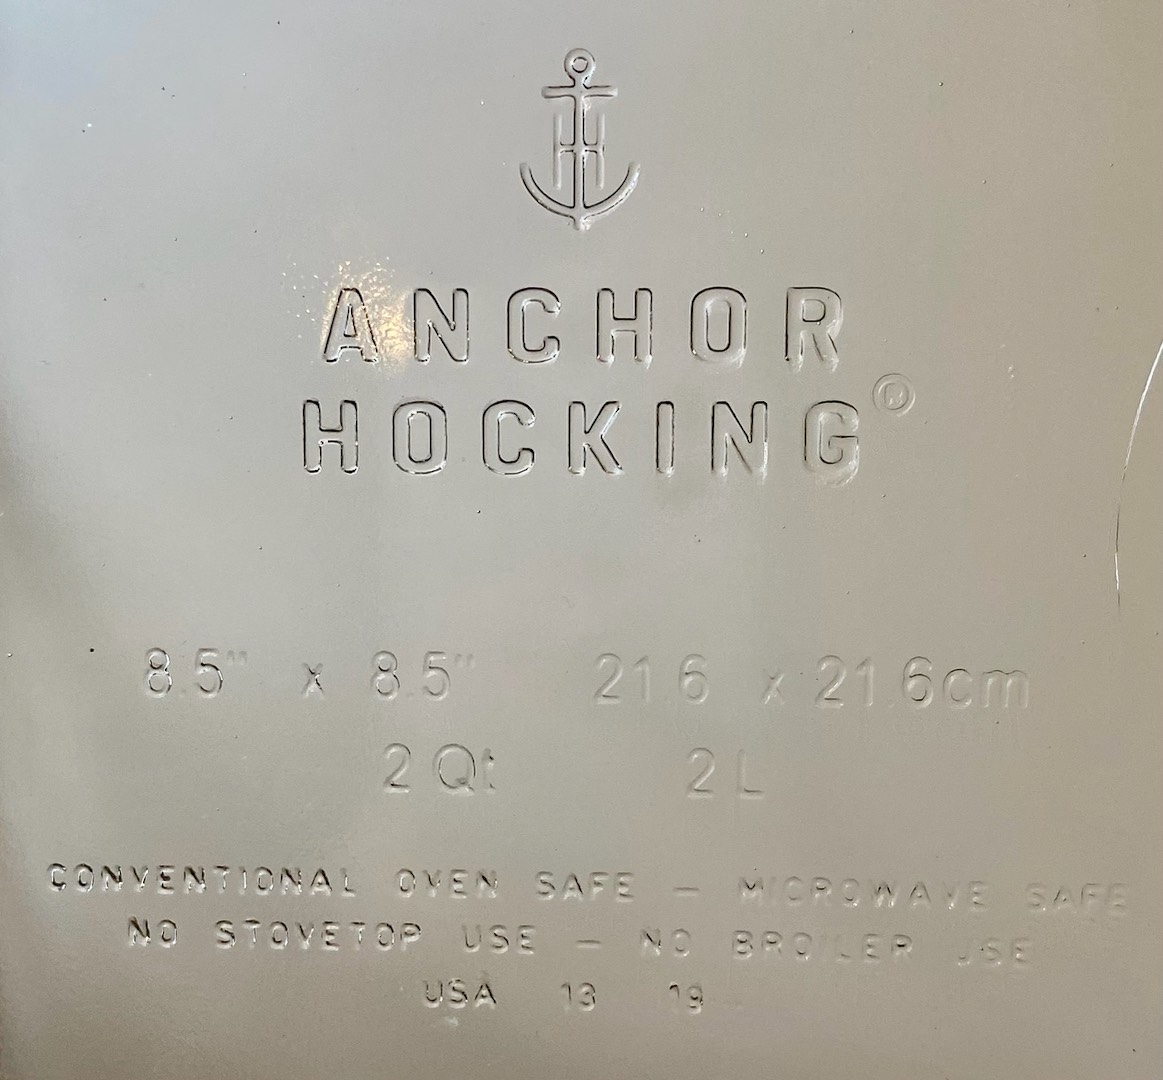 H
ANCHOR
HOCKING®
8.5" x 8.5" 21.6 x 21.6cm
2 Qt 2 L
CONVENTIONAL OVEN SAFE — MICROWAVE SAFE
NO STOVETOP USE — NO BROILER USE
USA 13 19